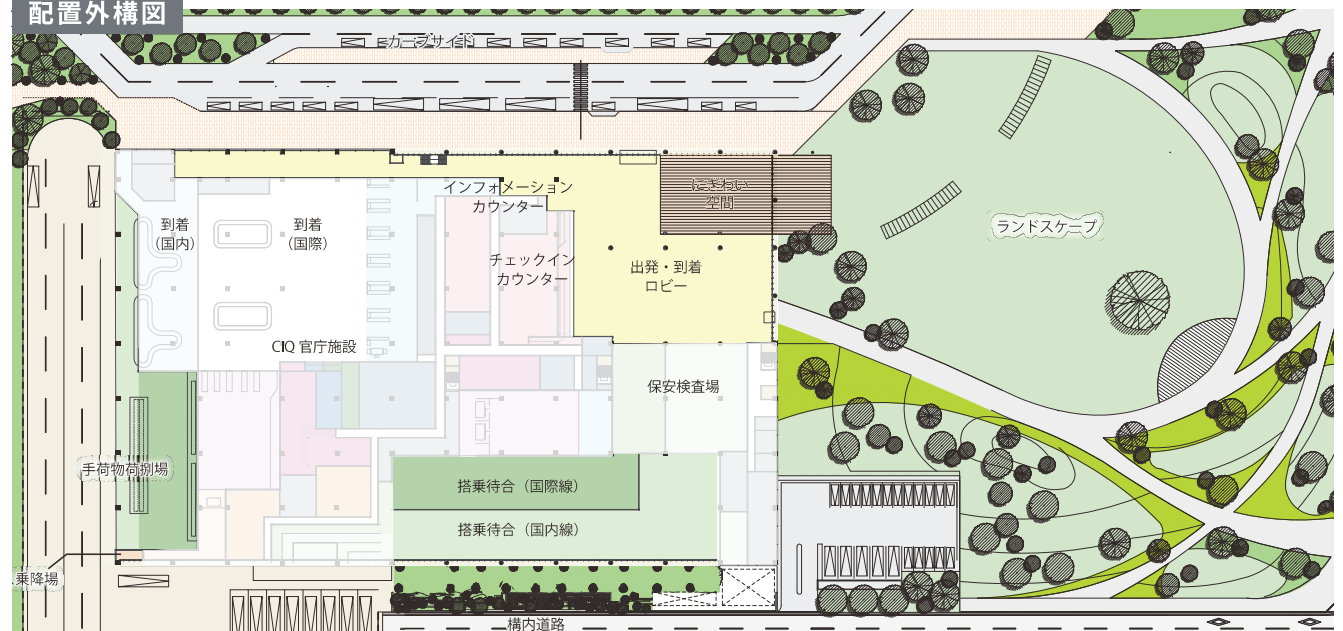 配置外構図
カーブサイド
インフォメーション
カウンター
にぎわい
空間
到着
(国内)
到着
(国際)
ランドスケープ
チェックイン
カウンター
出発・到着
ロビー
CIQ 官庁施設
保安検査場
手荷物荷捌場
搭乗待合(国際線)
搭乗待合(国内線)
乗降場
構内道路